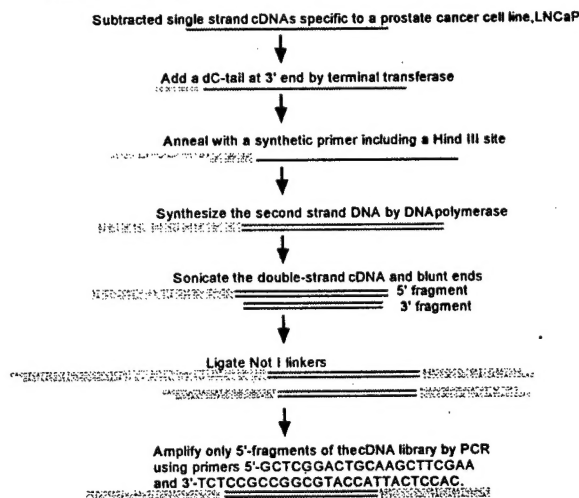 Subtracted single strand cDNAs specific to a prostate cancer cell line,LNCaP
Add a dC-tail at 3' end by terminal transferase
Anneal with a synthetic primer including a Hind III site
Synthesize the second strand DNA by DNApolymerase
Sonicate the double-strand cDNA and blunt ends
5' fragment
3' fragment
Ligate Not I linkers
Amplify only 5'-fragments of thecDNA library by PCR
using primers 5'-GCTCGGACTGCAAGCTTCGAA
and 3'-TCTCCGCCGGCGTACCATTACTCCAC.